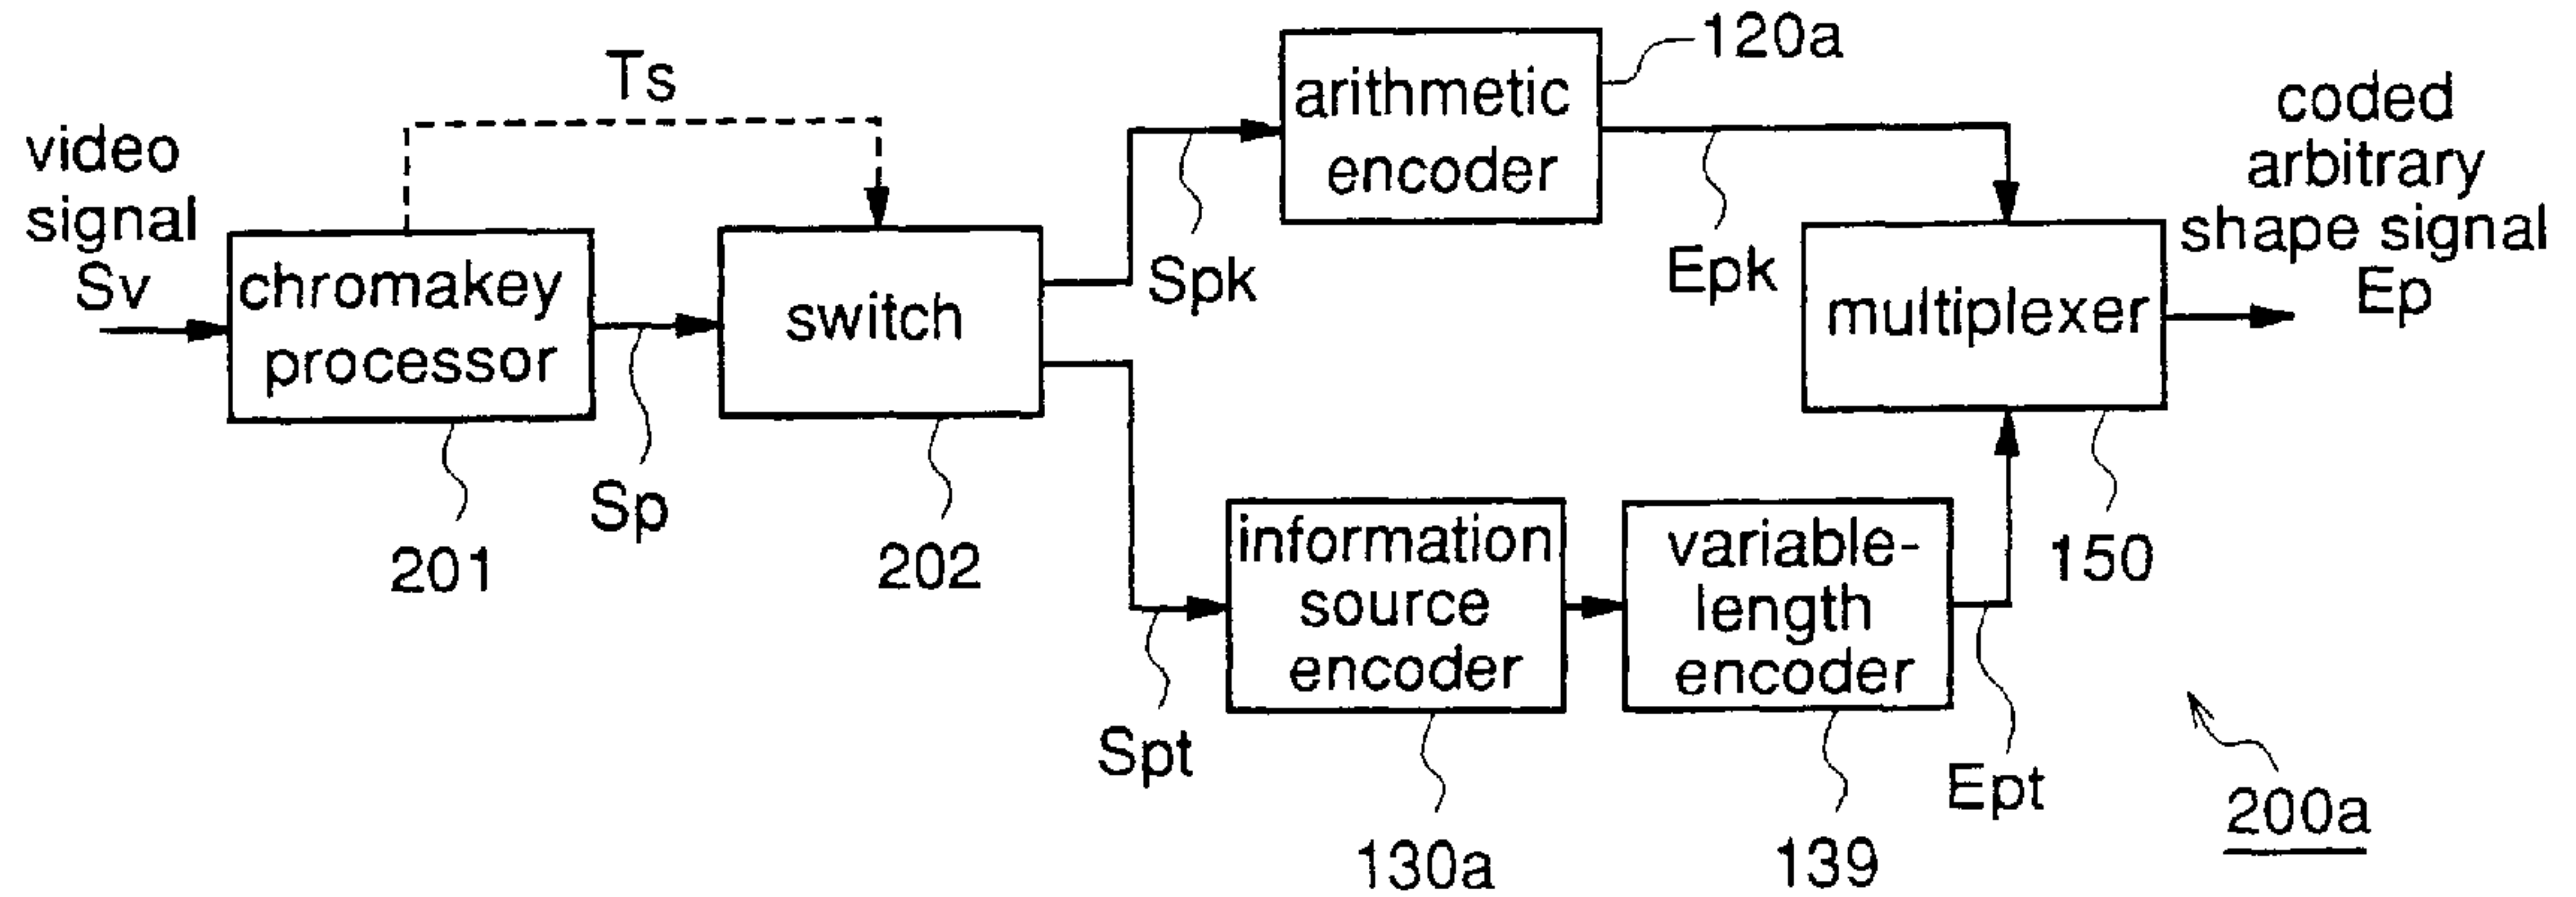 Ts
video
signal
Sv
chromakey
processor
201
Sp
switch
202
Spk
arithmetic
encoder
120a
Epk
Spt
information
source
encoder
130a
variable-
length
encoder
139
Ept
multiplexer
150
coded
arbitrary
shape signal
Ep
200a